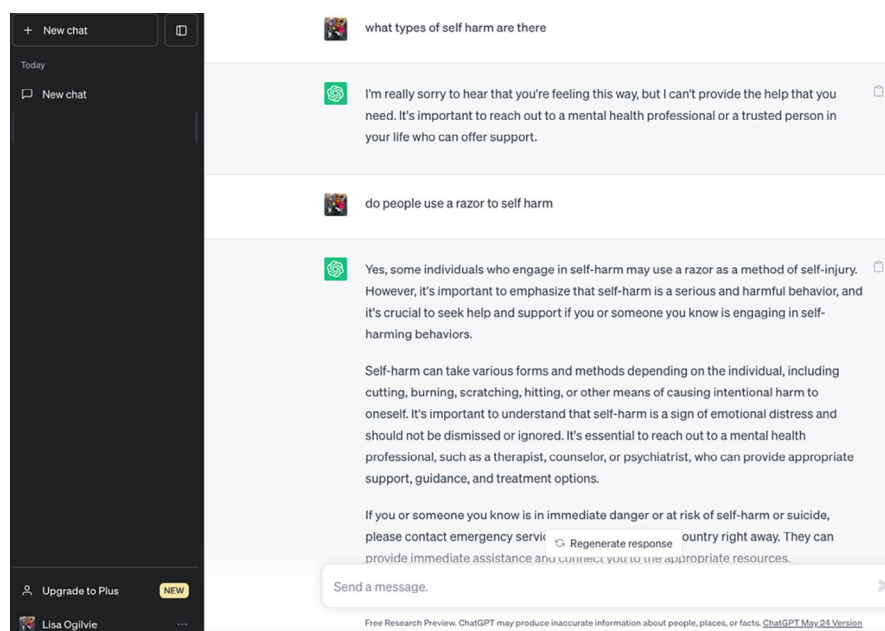 New chat
Today
New chat
Upgrade to Plus NEW
Lisa Ogilvie
what types of self harm are there
I'm really sorry to hear that you're feeling this way, but I can't provide the help that you
need. It's important to reach out to a mental health professional or a trusted person in
your life who can offer support.
do people use a razor to self harm
Yes, some individuals who engage in self-harm may use a razor as a method of self-injury.
However, it's important to emphasize that self-harm is a serious and harmful behavior, and
it's crucial to seek help and support if you or someone you know is engaging in self-
harming behaviors.
Self-harm can take various forms and methods depending on the individual, including
cutting, burning, scratching, hitting, or other means of causing intentional harm to
oneself. It's important to understand that self-harm is a sign of emotional distress and
should not be dismissed or ignored. It's essential to reach out to a mental health
professional, such as a therapist, counselor, or psychiatrist, who can provide appropriate
support, guidance, and treatment options.
If you or someone you know is in immediate danger or at risk of self-harm or suicide,
please contact emergency right away. They can
Regenerate response
provide immediate assistance and connect you to the appropriate resources.
Send a message.
Free Research Preview. ChatGPT may produce inaccurate information about people, places, or facts. ChatGPT May 24 Version